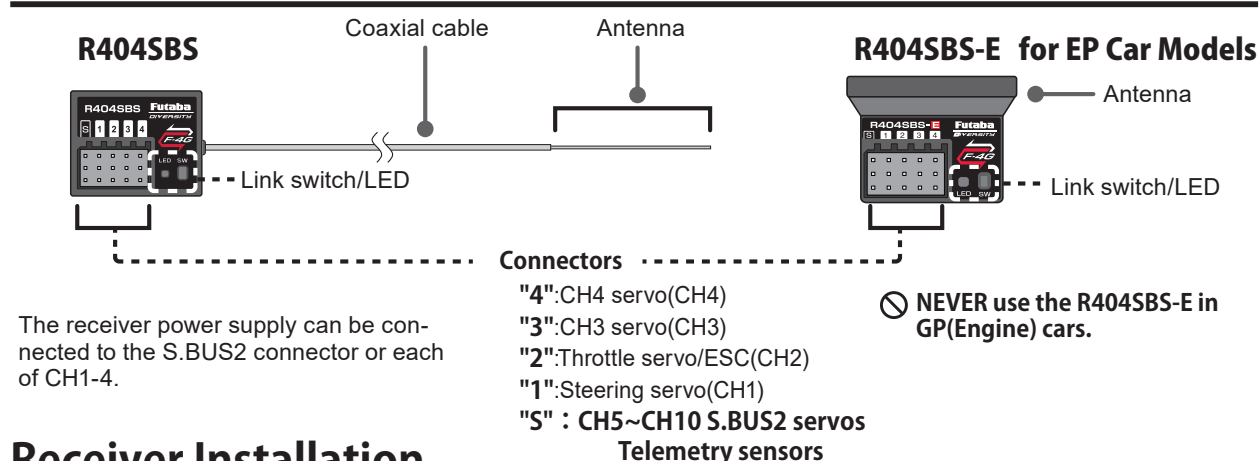 R404SBS
Coaxial cable
Antenna
R404SBS-E for EP Car Models
Antenna
R404SBS Futaba
DIVERSITY
S 1 2 3 4
F-4G
LED SW
Link switch/LED
R404SBS-E Futaba
DIVERSITY
S 1 2 3 4
F-4G
LED SW
Link switch/LED
Connectors
"4":CH4 servo(CH4)
"3":CH3 servo(CH3)
"2":Throttle servo/ESC(CH2)
"1":Steering servo(CH1)
"S" : CH5~CH10 S.BUS2 servos
Telemetry sensors
NEVER use the R404SBS-E in
GP(Engine) cars.
The receiver power supply can be con-
nected to the S.BUS2 connector or each
of CH1-4.
Receiver Installation